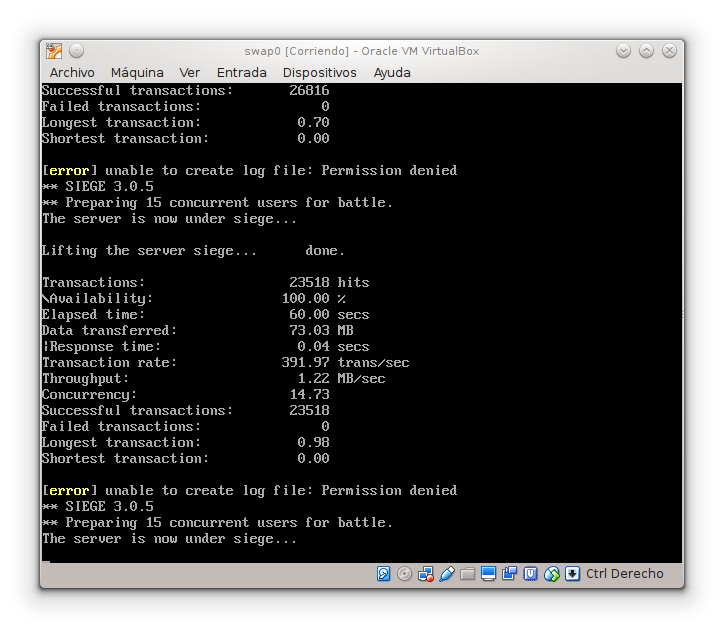 swap0 [Corriendo] - Oracle VM VirtualBox
Archivo Máquina Ver Entrada Dispositivos Ayuda
Successful transactions: 26816
Failed transactions: 0
Longest transaction: 0.70
Shortest transaction: 0.00
[error] unable to create log file: Permission denied
** SIEGE 3.0.5
** Preparing 15 concurrent users for battle.
The server is now under siege...
Lifting the server siege... done.
Transactions: 23518 hits
\Availability: 100.00 %
Elapsed time: 60.00 secs
Data transferred: 73.03 MB
|Response time: 0.04 secs
Transaction rate: 391.97 trans/sec
Throughput: 1.22 MB/sec
Concurrency: 14.73
Successful transactions: 23518
Failed transactions: 0
Longest transaction: 0.98
Shortest transaction: 0.00
[error] unable to create log file: Permission denied
** SIEGE 3.0.5
** Preparing 15 concurrent users for battle.
The server is now under siege...
Ctrl Derecho